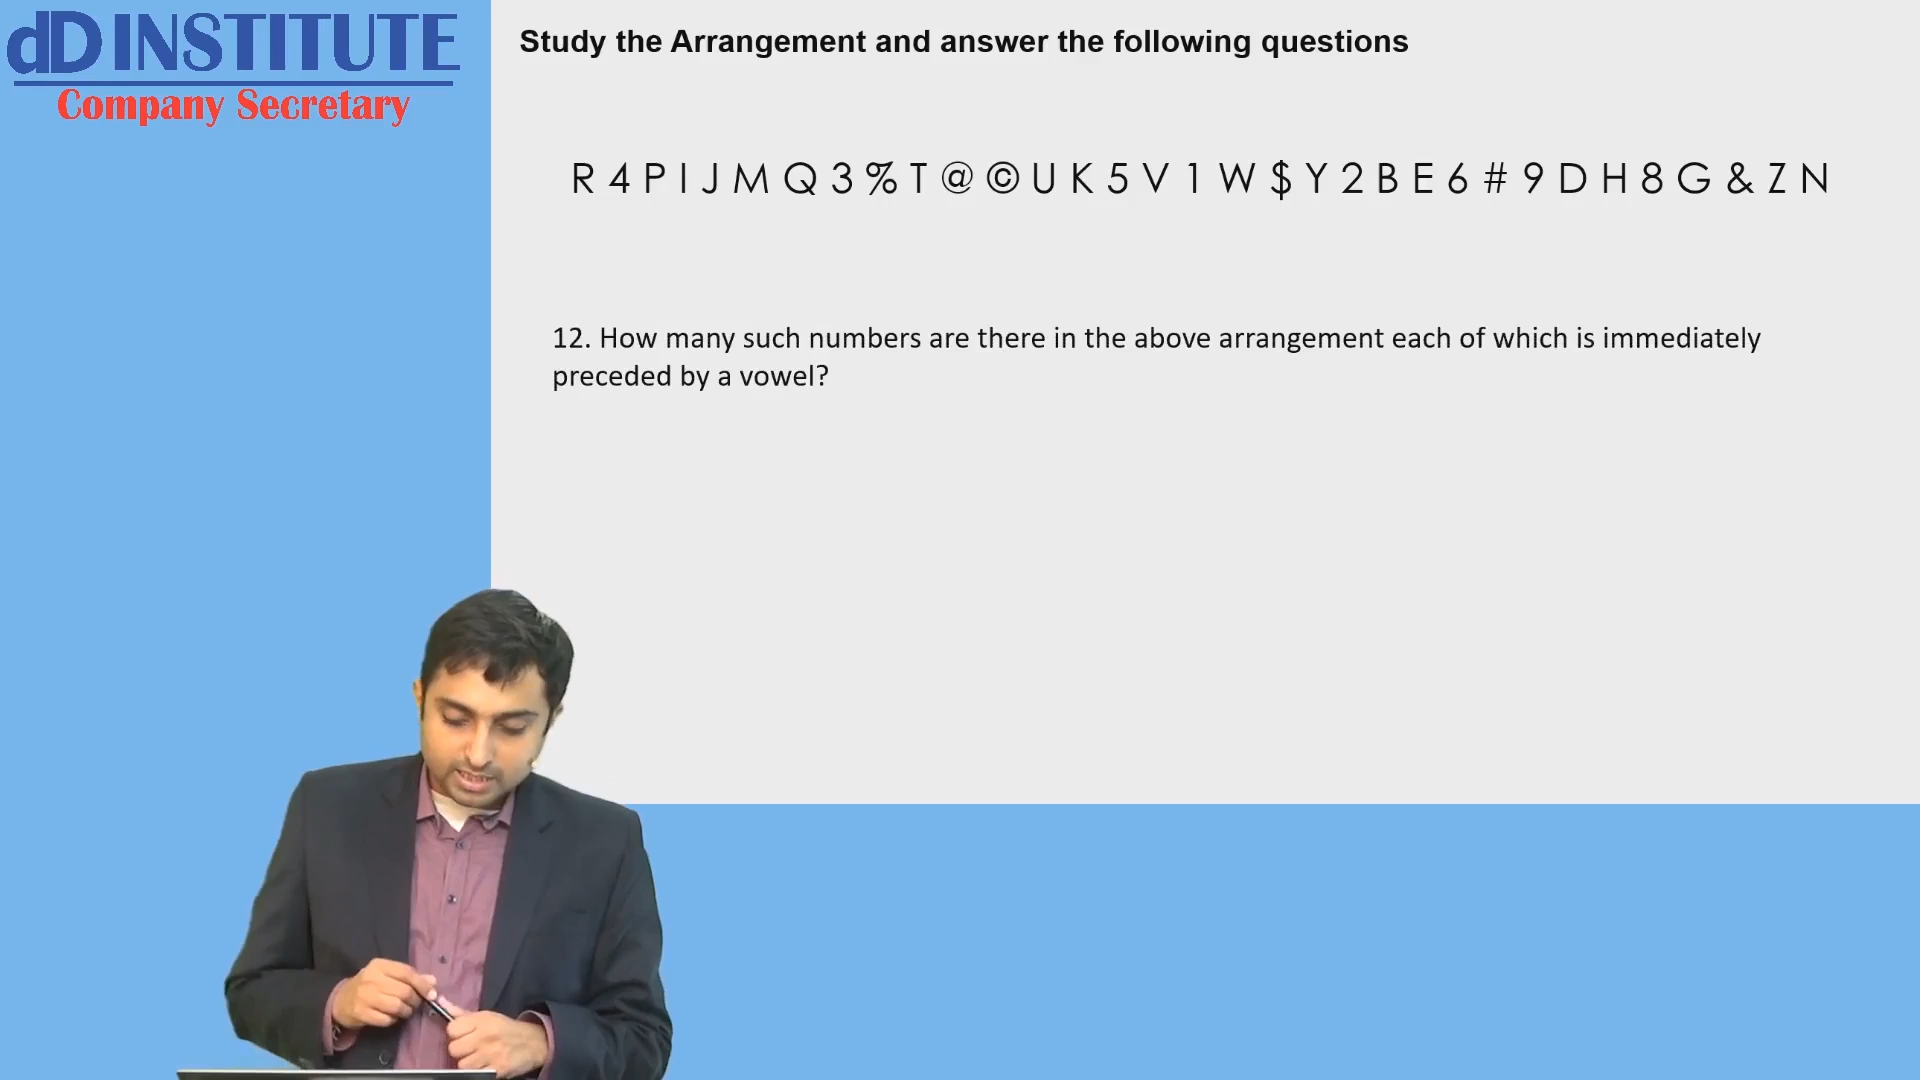 dD INSTITUTE
Company Secretary
Study the Arrangement and answer the following questions
R 4 P I J M Q 3 % T @ © U K 5 V 1 W $ Y 2 B E 6 # 9 D H 8 G & Z N
12. How many such numbers are there in the above arrangement each of which is immediately
preceded by a vowel?